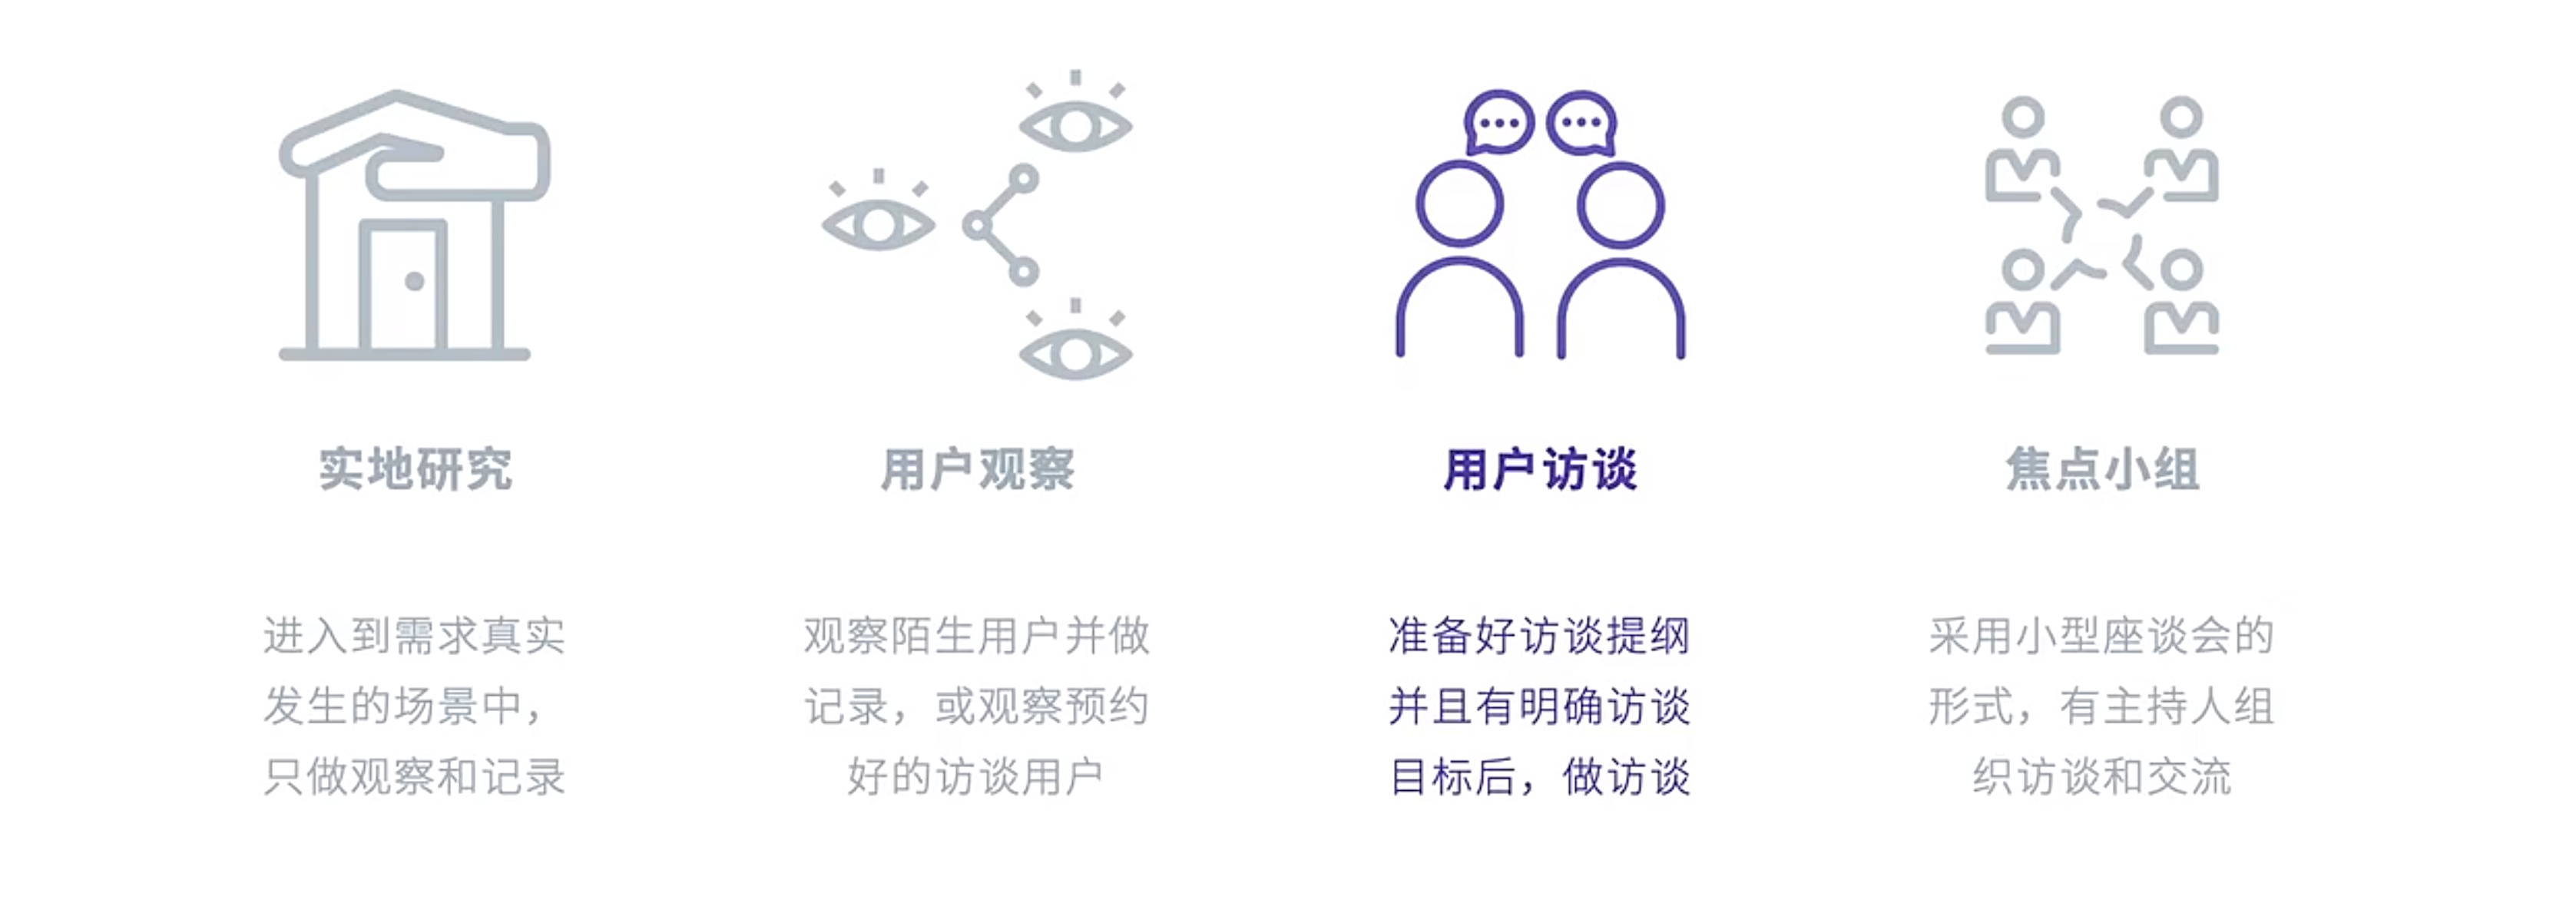 实地研究
进入到需求真实
发生的场景中，
只做观察和记录
用户观察
观察陌生用户并做
记录，或观察预约
好的访谈用户
用户访谈
准备好访谈提纲
并且有明确访谈
目标后，做访谈
焦点小组
采用小型座谈会的
形式，有主持人组
织访谈和交流